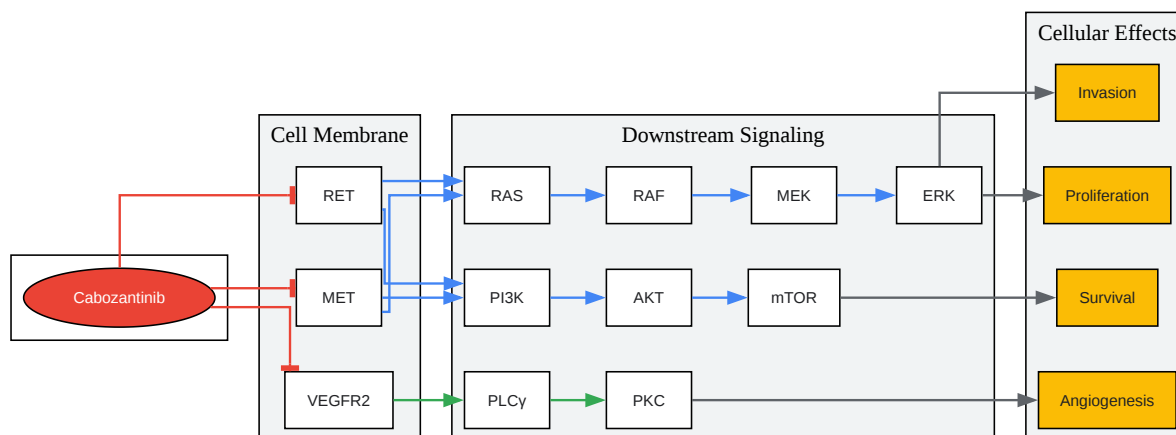 Cellular Effects
Invasion
Cell Membrane
Downstream Signaling
RET
RAS
RAF
MEK
ERK
Proliferation
Cabozantinib
MET
PI3K
AKT
mTOR
Survival
VEGFR2
PLCγ
PKC
Angiogenesis